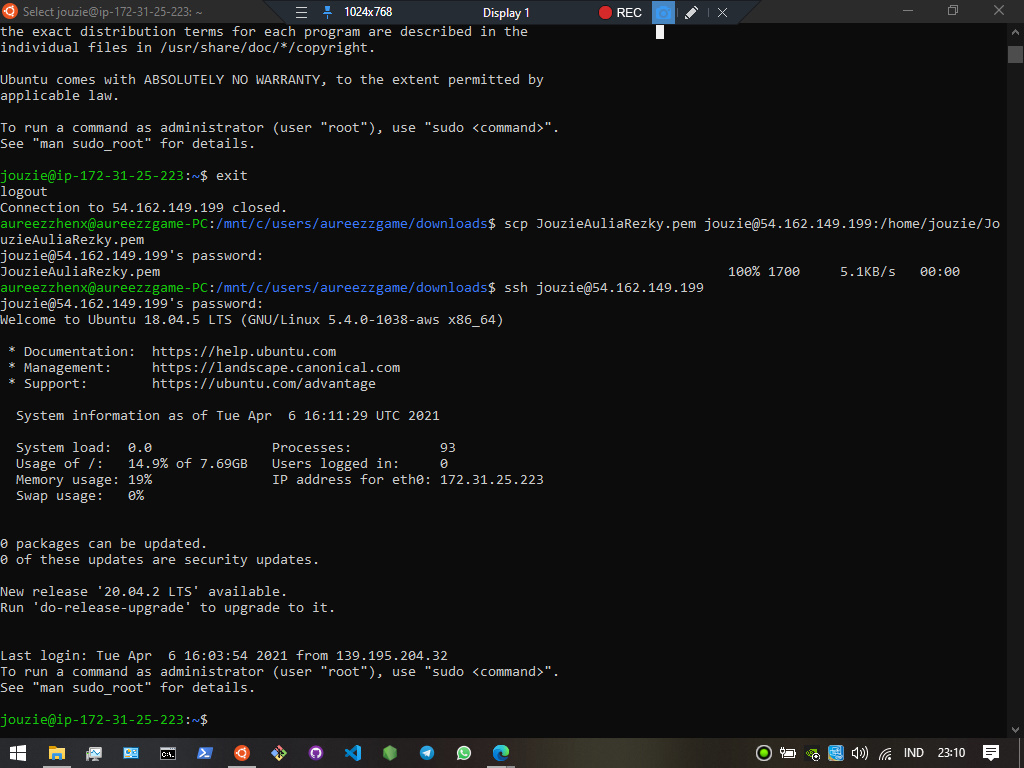 Select jouzie@ip-172-31-25-223: ~
1024x768
Display 1
REC
the exact distribution terms for each program are described in the
individual files in /usr/share/doc/*/copyright.
Ubuntu comes with ABSOLUTELY NO WARRANTY, to the extent permitted by
applicable law.
To run a command as administrator (user "root"), use "sudo <command>".
See "man sudo_root" for details.
jouzie@ip-172-31-25-223:~$ exit
logout
Connection to 54.162.149.199 closed.
aureezzhenx@aureezzgame-PC:/mnt/c/users/aureezzgame/downloads$ scp JouzieAuliaRezky.pem jouzie@54.162.149.199:/home/jouzie/Jo
uzieAuliaRezky.pem
jouzie@54.162.149.199's password:
JouzieAuliaRezky.pem 100% 1700 5.1KB/s 00:00
aureezzhenx@aureezzgame-PC:/mnt/c/users/aureezzgame/downloads$ ssh jouzie@54.162.149.199
jouzie@54.162.149.199's password:
Welcome to Ubuntu 18.04.5 LTS (GNU/Linux 5.4.0-1038-aws x86_64)
* Documentation: https://help.ubuntu.com
* Management: https://landscape.canonical.com
* Support: https://ubuntu.com/advantage
System information as of Tue Apr 6 16:11:29 UTC 2021
System load: 0.0 Processes: 93
Usage of /: 14.9% of 7.69GB Users logged in: 0
Memory usage: 19% IP address for eth0: 172.31.25.223
Swap usage: 0%
0 packages can be updated.
0 of these updates are security updates.
New release '20.04.2 LTS' available.
Run 'do-release-upgrade' to upgrade to it.
Last login: Tue Apr 6 16:03:54 2021 from 139.195.204.32
To run a command as administrator (user "root"), use "sudo <command>".
See "man sudo_root" for details.
jouzie@ip-172-31-25-223:~$
IND
23:10